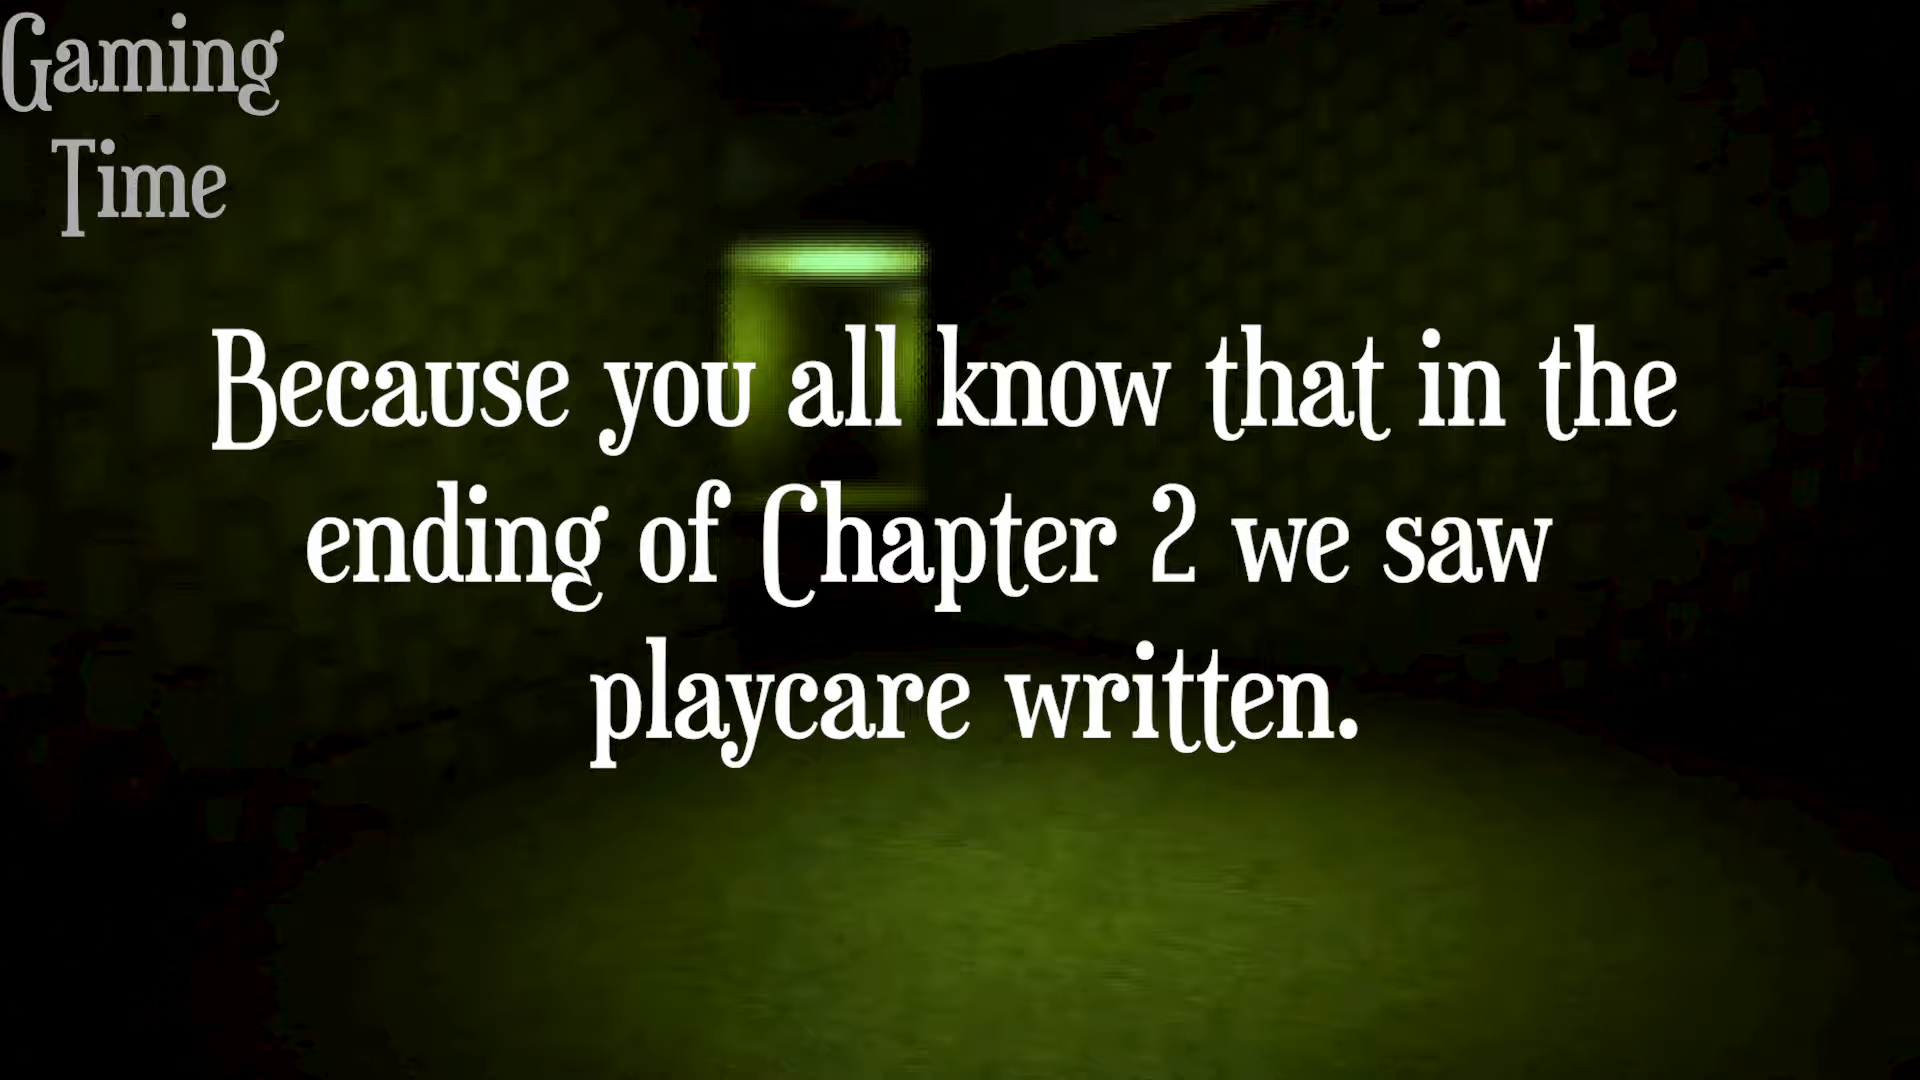 Gaming
Time
Because you all know that in the
ending of Chapter 2 we saw
playcare written.